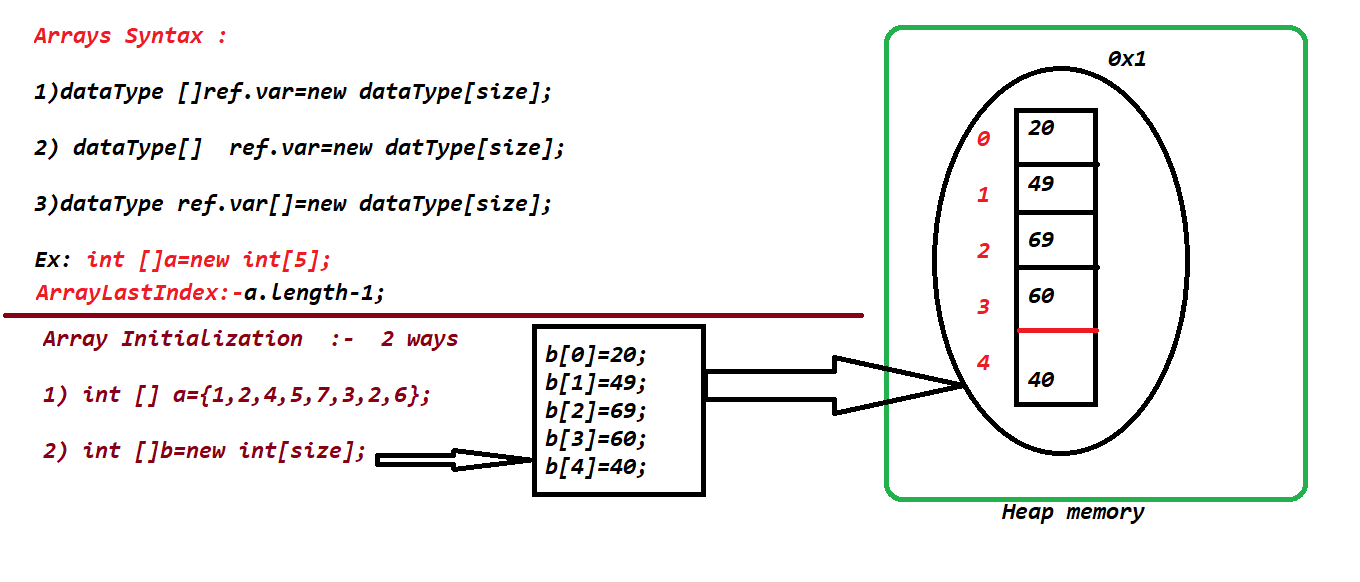 Arrays Syntax :
1)dataType []ref.var=new dataType[size];
2) dataType[]  ref.var=new datType[size];
3)dataType ref.var[]=new dataType[size];
Ex: int []a=new int[5];
ArrayLastIndex:-a.length-1;
Array Initialization  :-  2 ways
1) int [] a={1,2,4,5,7,3,2,6};
2) int []b=new int[size];
b[0]=20;
b[1]=49;
b[2]=69;
b[3]=60;
b[4]=40;
0x1
0 20
1 49
2 69
3 60
4 40
Heap memory